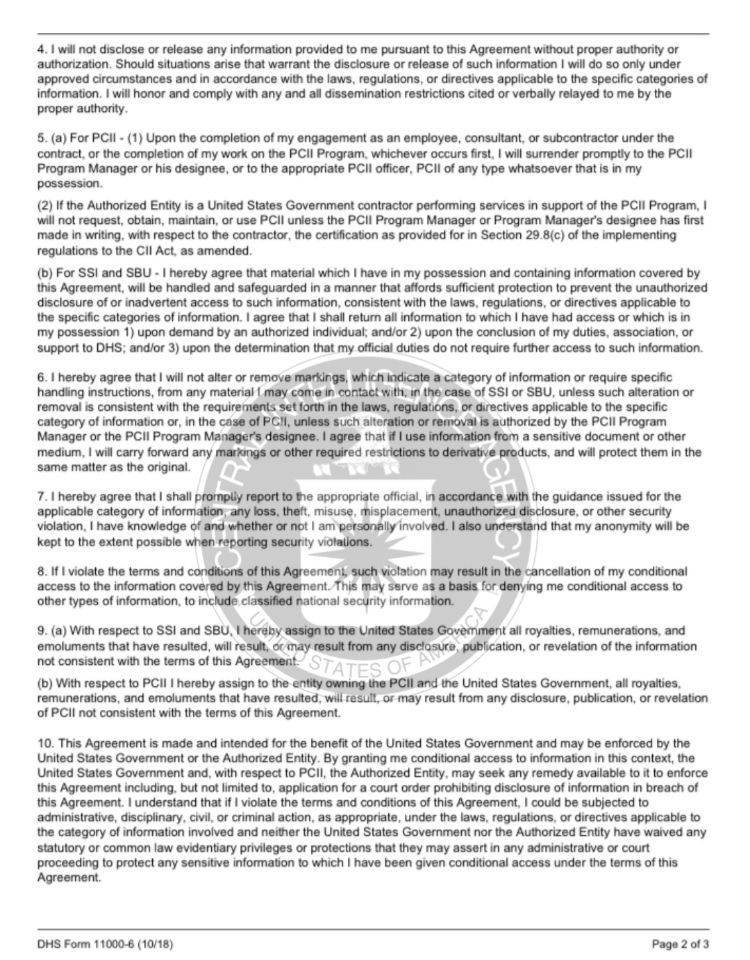 4. I will not disclose or release any information provided to me pursuant to this Agreement without proper authority or
authorization. Should situations arise that warrant the disclosure or release of such information I will do so only under
approved circumstances and in accordance with the laws, regulations, or directives applicable to the specific categories of
information. I will honor and comply with any and all dissemination restrictions cited or verbally relayed to me by the
proper authority.
5. (a) For PCII - (1) Upon the completion of my engagement as an employee, consultant, or subcontractor under the
contract, or the completion of my work on the PCII Program, whichever occurs first, I will surrender promptly to the PCII
Program Manager or his designee, or to the appropriate PCII officer, PCII of any type whatsoever that is in my
possession.
(2) If the Authorized Entity is a United States Government contractor performing services in support of the PCII Program, I
will not request, obtain, maintain, or use PCII unless the PCII Program Manager or Program Manager's designee has first
made in writing, with respect to the contractor, the certification as provided for in Section 29.8(c) of the implementing
regulations to the CII Act, as amended.
(b) For SSI and SBU - I hereby agree that material which I have in my possession and containing information covered by
this Agreement, will be handled and safeguarded in a manner that affords sufficient protection to prevent the unauthorized
disclosure of or inadvertent access to such information, consistent with the laws, regulations, or directives applicable to
the specific categories of information. I agree that I shall return all information to which I have had access or which is in
my possession 1) upon demand by an authorized individual; and/or 2) upon the conclusion of my duties, association, or
support to DHS; and/or 3) upon the determination that my official duties do not require further access to such information.
6. I hereby agree that I will not alter or remove markings, which indicate a category of information or require specific
handling instructions, from any material I may come in contact with, in the case of SSI or SBU, unless such alteration or
removal is consistent with the requirements set forth in the laws, regulations, or directives applicable to the specific
category of information or, in the case of PCII, unless such alteration or removal is authorized by the PCII Program
Manager or the PCII Program Manager's designee. I agree that if I use information from a sensitive document or other
medium, I will carry forward any markings or other required restrictions to derivative products, and will protect them in the
same matter as the original.
7. I hereby agree that I shall promptly report to the appropriate official, in accordance with the guidance issued for the
applicable category of information, any loss, theft, misuse, misplacement, unauthorized disclosure, or other security
violation, I have knowledge of and whether or not I am personally involved. I also understand that my anonymity will be
kept to the extent possible when reporting security violations.
8. If I violate the terms and conditions of this Agreement, such violation may result in the cancellation of my conditional
access to the information covered by this Agreement. This may serve as a basis for denying me conditional access to
other types of information, to include classified national security information.
9. (a) With respect to SSI and SBU, I hereby assign to the United States Government all royalties, remunerations, and
emoluments that have resulted, will result, or may result from any disclosure, publication, or revelation of the information
not consistent with the terms of this Agreement.
(b) With respect to PCII I hereby assign to the entity owning the PCII and the United States Government, all royalties,
remunerations, and emoluments that have resulted, will result, or may result from any disclosure, publication, or revelation
of PCII not consistent with the terms of this Agreement.
10. This Agreement is made and intended for the benefit of the United States Government and may be enforced by the
United States Government or the Authorized Entity. By granting me conditional access to information in this context, the
United States Government and, with respect to PCII, the Authorized Entity, may seek any remedy available to it to enforce
this Agreement including, but not limited to, application for a court order prohibiting disclosure of information in breach of
this Agreement. I understand that if I violate the terms and conditions of this Agreement, I could be subjected to
administrative, disciplinary, civil, or criminal action, as appropriate, under the laws, regulations, or directives applicable to
the category of information involved and neither the United States Government nor the Authorized Entity have waived any
statutory or common law evidentiary privileges or protections that they may assert in any administrative or court
proceeding to protect any sensitive information to which I have been given conditional access under the terms of this
Agreement.
CENTRAL INTELLIGENCE AGENCY
UNITED STATES OF AMERICA
DHS Form 11000-6 (10/18)
Page 2 of 3